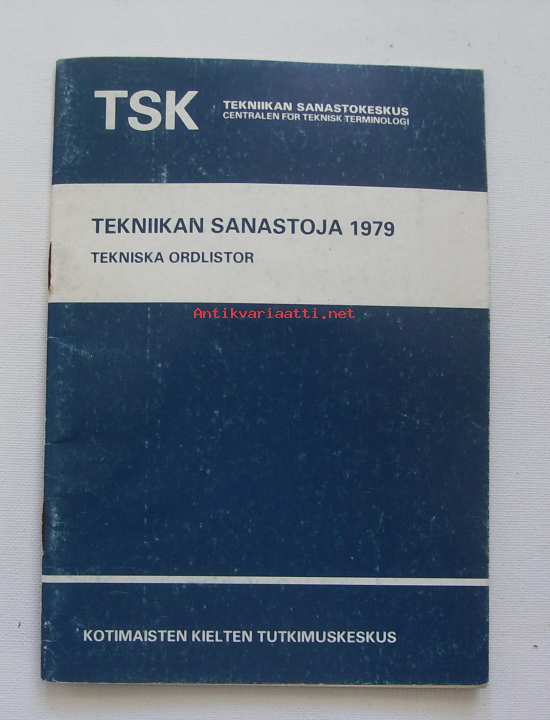 TSK
TEKNIIKAN SANASTOKESKUS
CENTRALEN FÖR TEKNISK TERMINOLOGI
TEKNIIKAN SANASTOJA 1979
TEKNISKA ORDLISTOR
Antikvariaatti.net
KOTIMAISTEN KIELTEN TUTKIMUSKESKUS